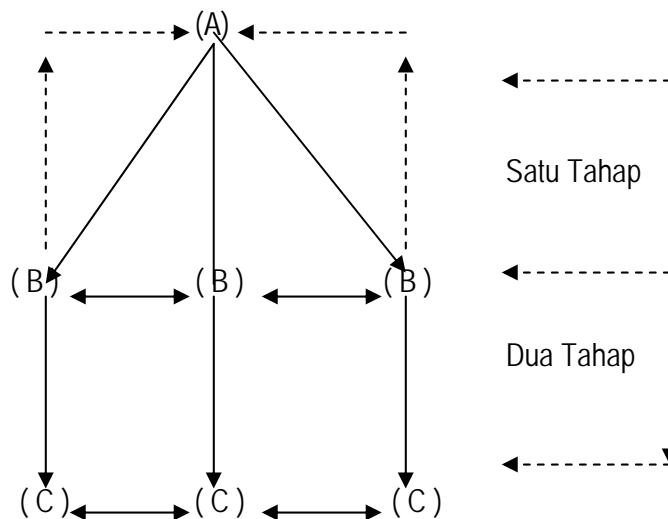 (A)
Satu Tahap
( B ) ( B ) ( B )
Dua Tahap
( C ) ( C ) ( C )